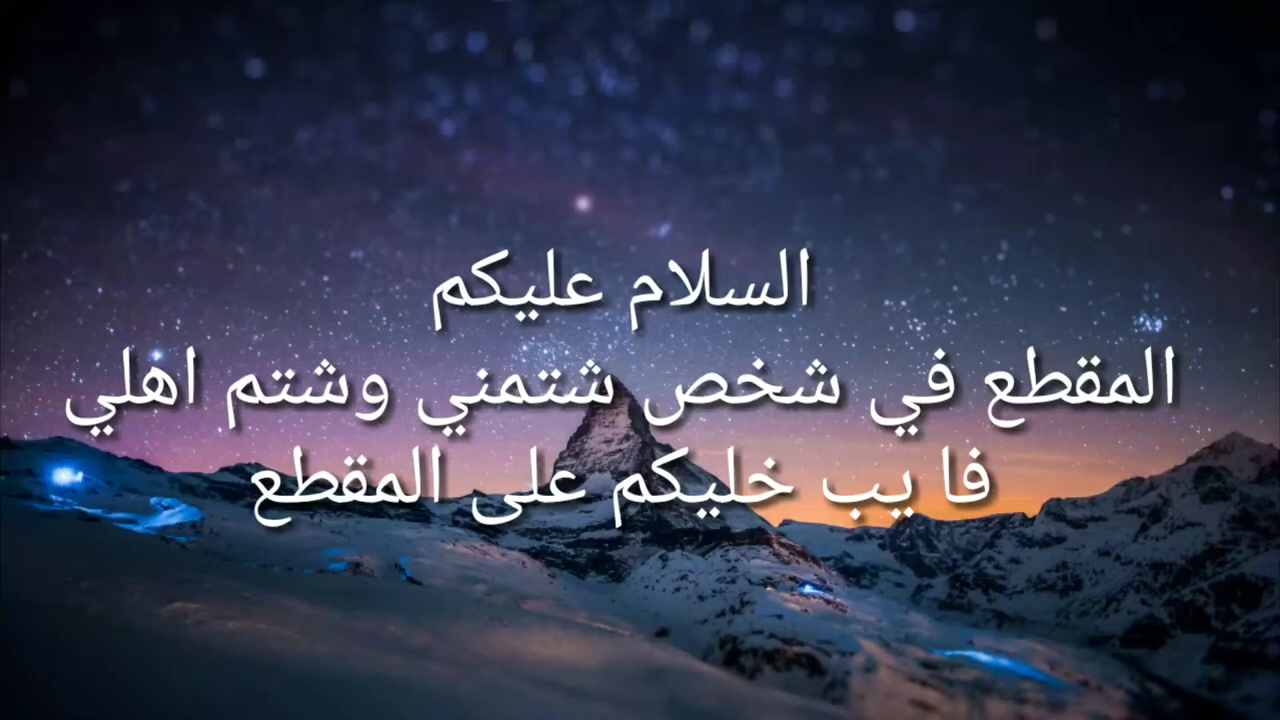 السلام عليكم
المقطع في شخص شتمني وشتم اهلي
فا يب خليكم على المقطع